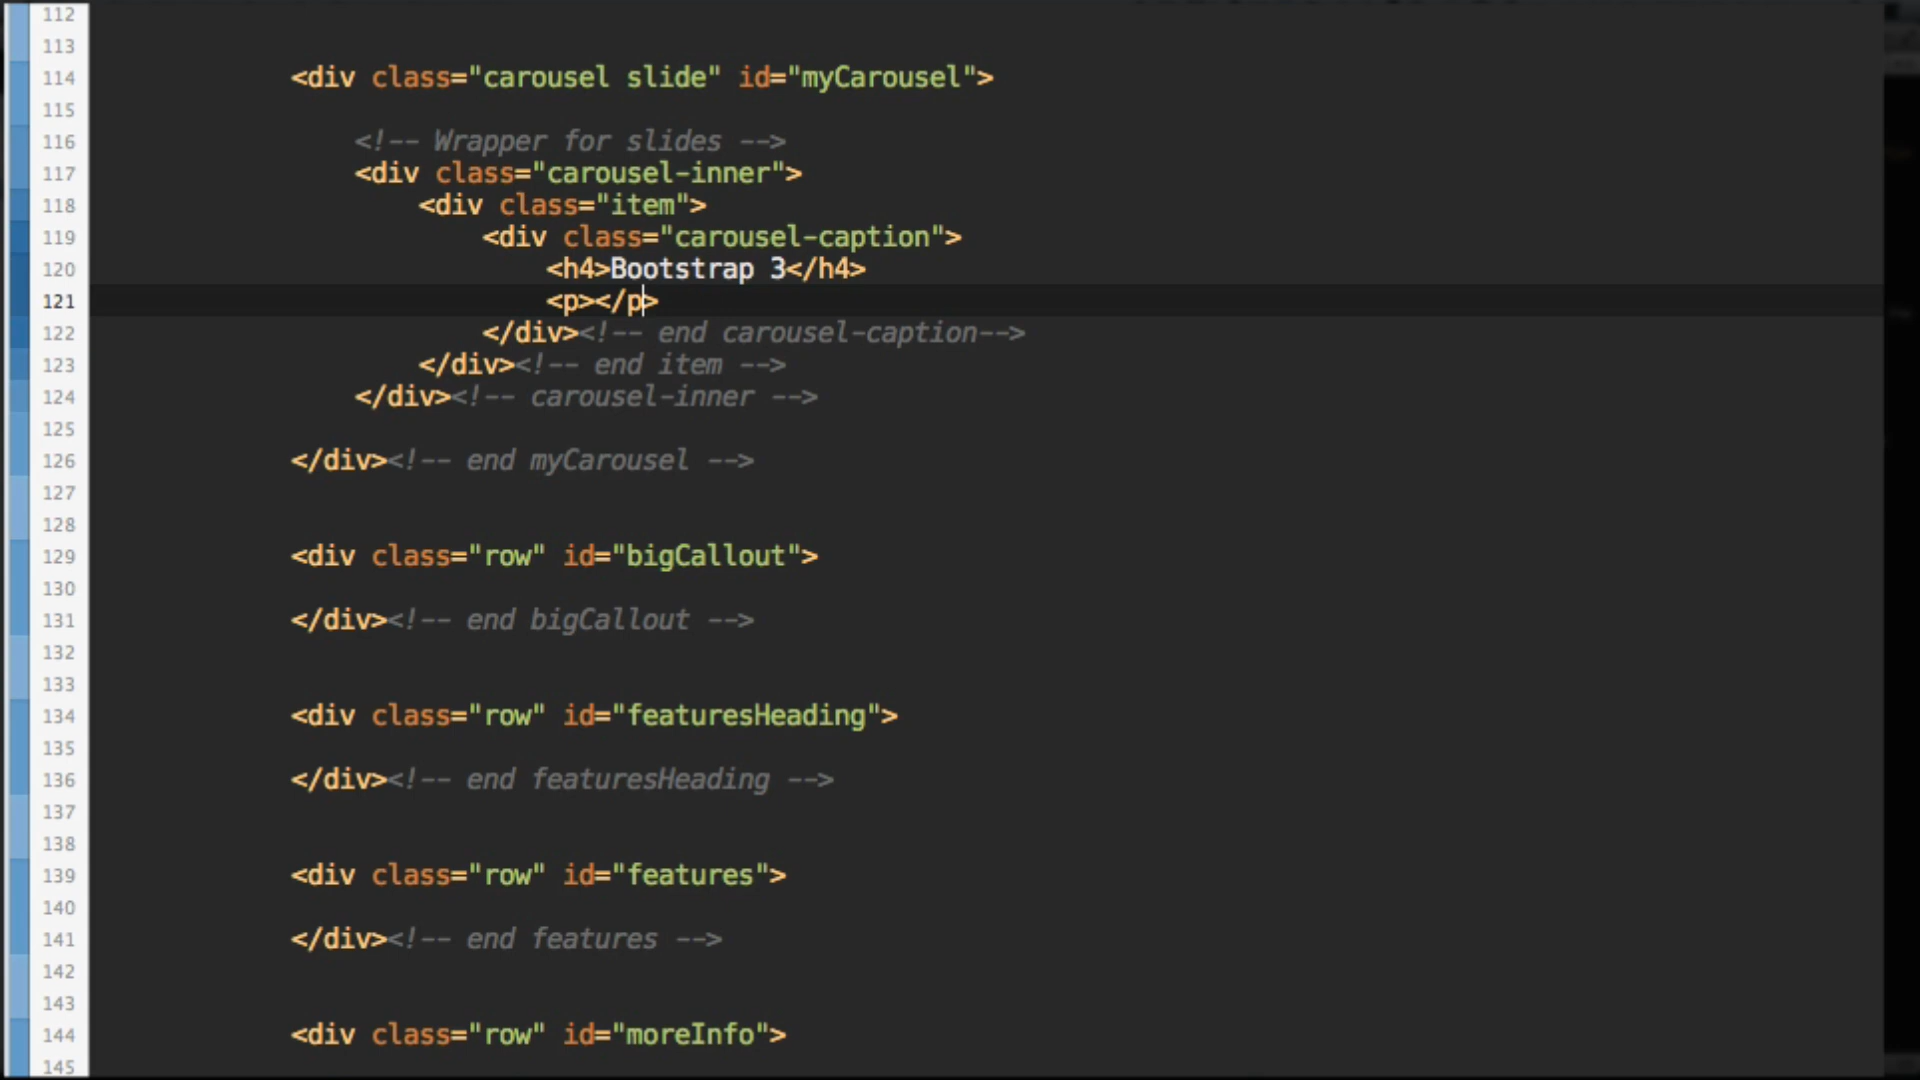 112
113
114 <div class="carousel slide" id="myCarousel">
115
116 <!-- Wrapper for slides -->
117 <div class="carousel-inner">
118 <div class="item">
119 <div class="carousel-caption">
120 <h4>Bootstrap 3</h4>
121 <p></p>
122 </div><!-- end carousel-caption-->
123 </div><!-- end item -->
124 </div><!-- carousel-inner -->
125
126 </div><!-- end myCarousel -->
127
128
129 <div class="row" id="bigCallout">
130
131 </div><!-- end bigCallout -->
132
133
134 <div class="row" id="featuresHeading">
135
136 </div><!-- end featuresHeading -->
137
138
139 <div class="row" id="features">
140
141 </div><!-- end features -->
142
143
144 <div class="row" id="moreInfo">
145